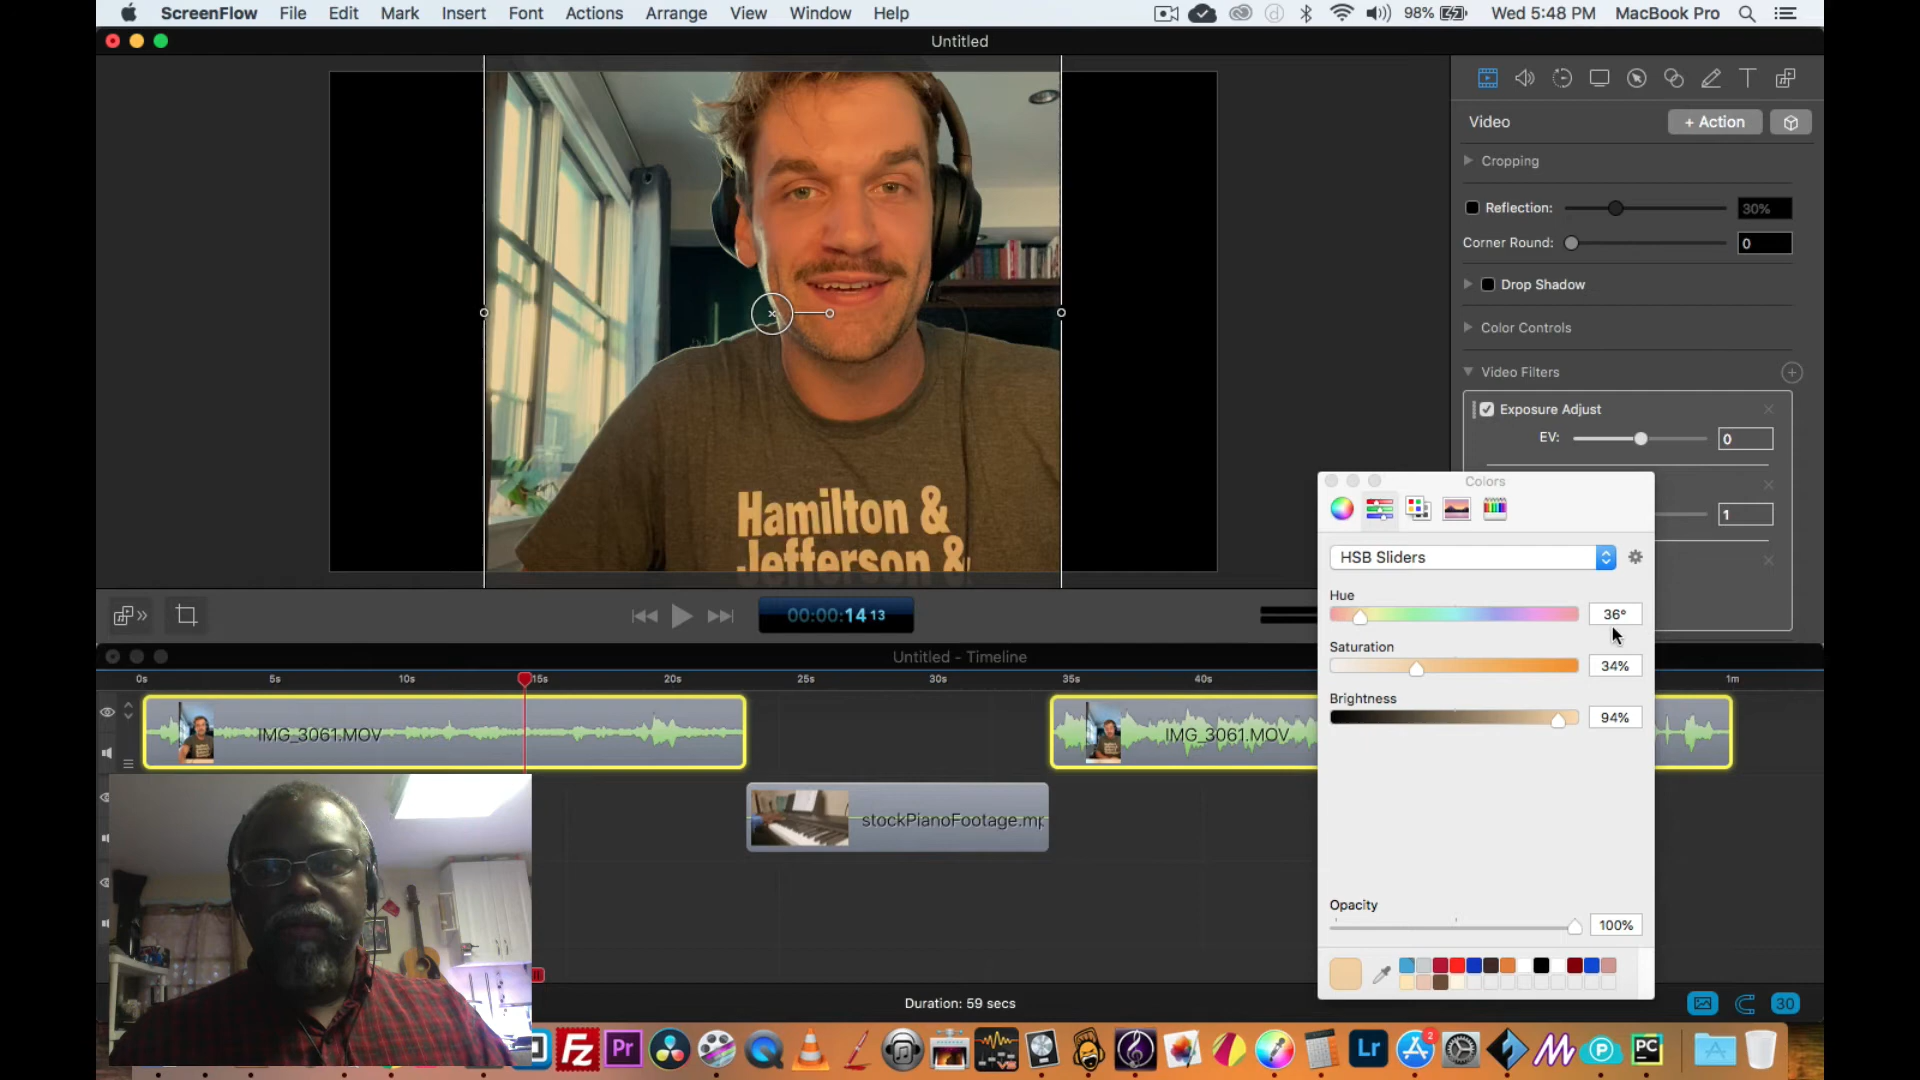 ScreenFlow File Edit Mark Insert Font Actions Arrange View Window Help 98% Wed 5:48 PM MacBook Pro
Untitled
Video + Action
Cropping
Reflection: 30%
Corner Round: 0
Drop Shadow
Color Controls
Video Filters
Exposure Adjust
EV: 0
1
Hamilton &
Jefferson &
Colors
HSB Sliders
Hue
36°
Saturation
34%
Brightness
94%
Opacity
100%
00:00:14 13
Untitled - Timeline
0s 5s 10s 15s 20s 25s 30s 35s 40s 1m
IMG_3061.MOV IMG_3061.MOV
stockPianoFootage.mp
Duration: 59 secs
30
Fz Pr Lr 2 P PC